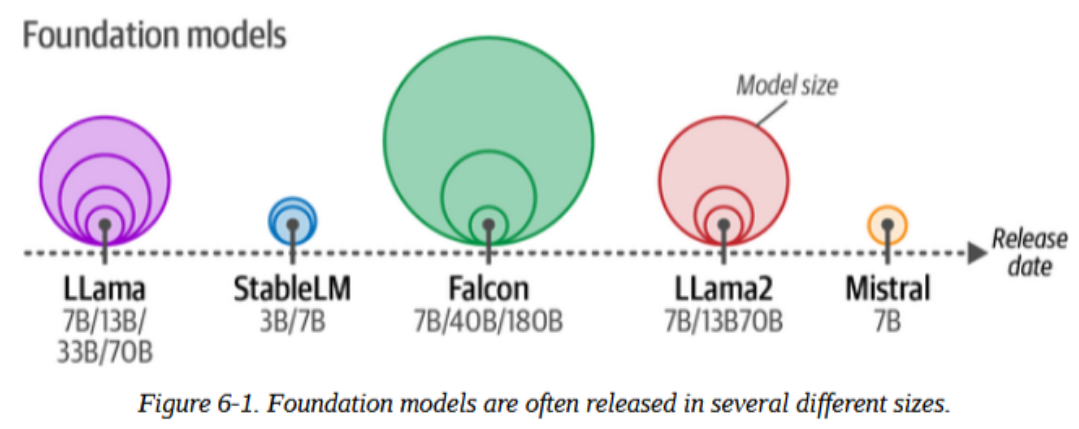 Foundation models
Model size
Release
date
LLama
7B/13B/
33B/70B
StableLM
3B/7B
Falcon
7B/40B/180B
LLama2
7B/13B70B
Mistral
7B
Figure 6-1. Foundation models are often released in several different sizes.